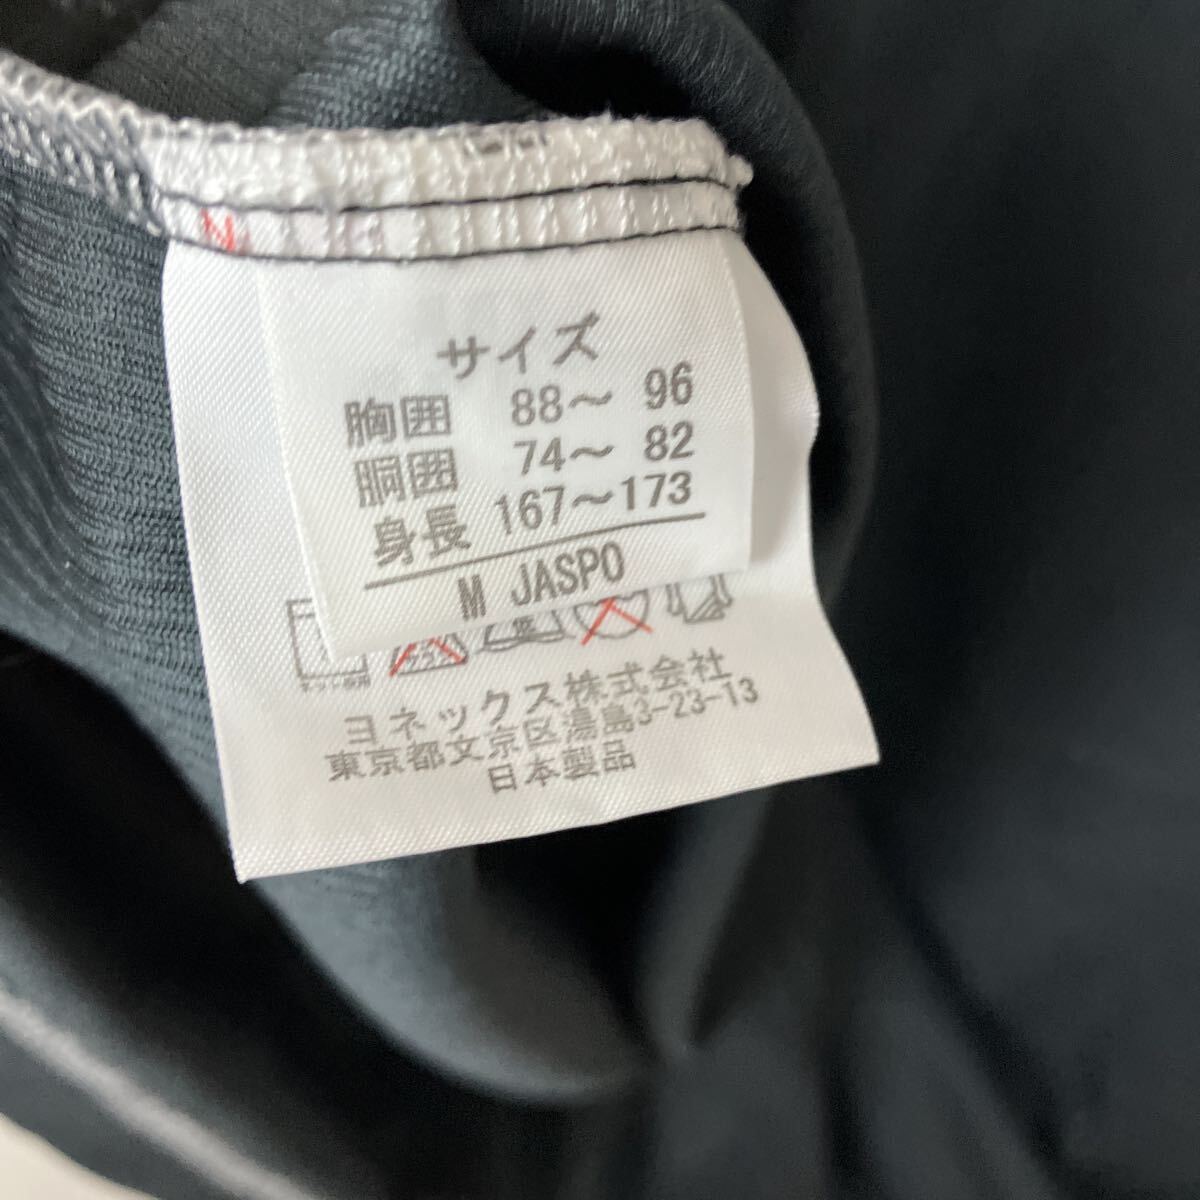 サイズ
胸囲 88〜 96
胴囲 74〜 82
身長 167〜173
M JASPO
ヨネックス株式会社
東京都文京区湯島3-23-13
日本製品